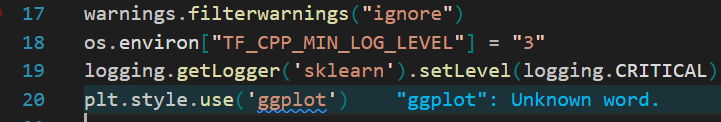 17 warnings.filterwarnings("ignore")
18 os.environ["TF_CPP_MIN_LOG_LEVEL"] = "3"
19 logging.getLogger('sklearn').setLevel(logging.CRITICAL)
20 plt.style.use('ggplot') "ggplot": Unknown word.